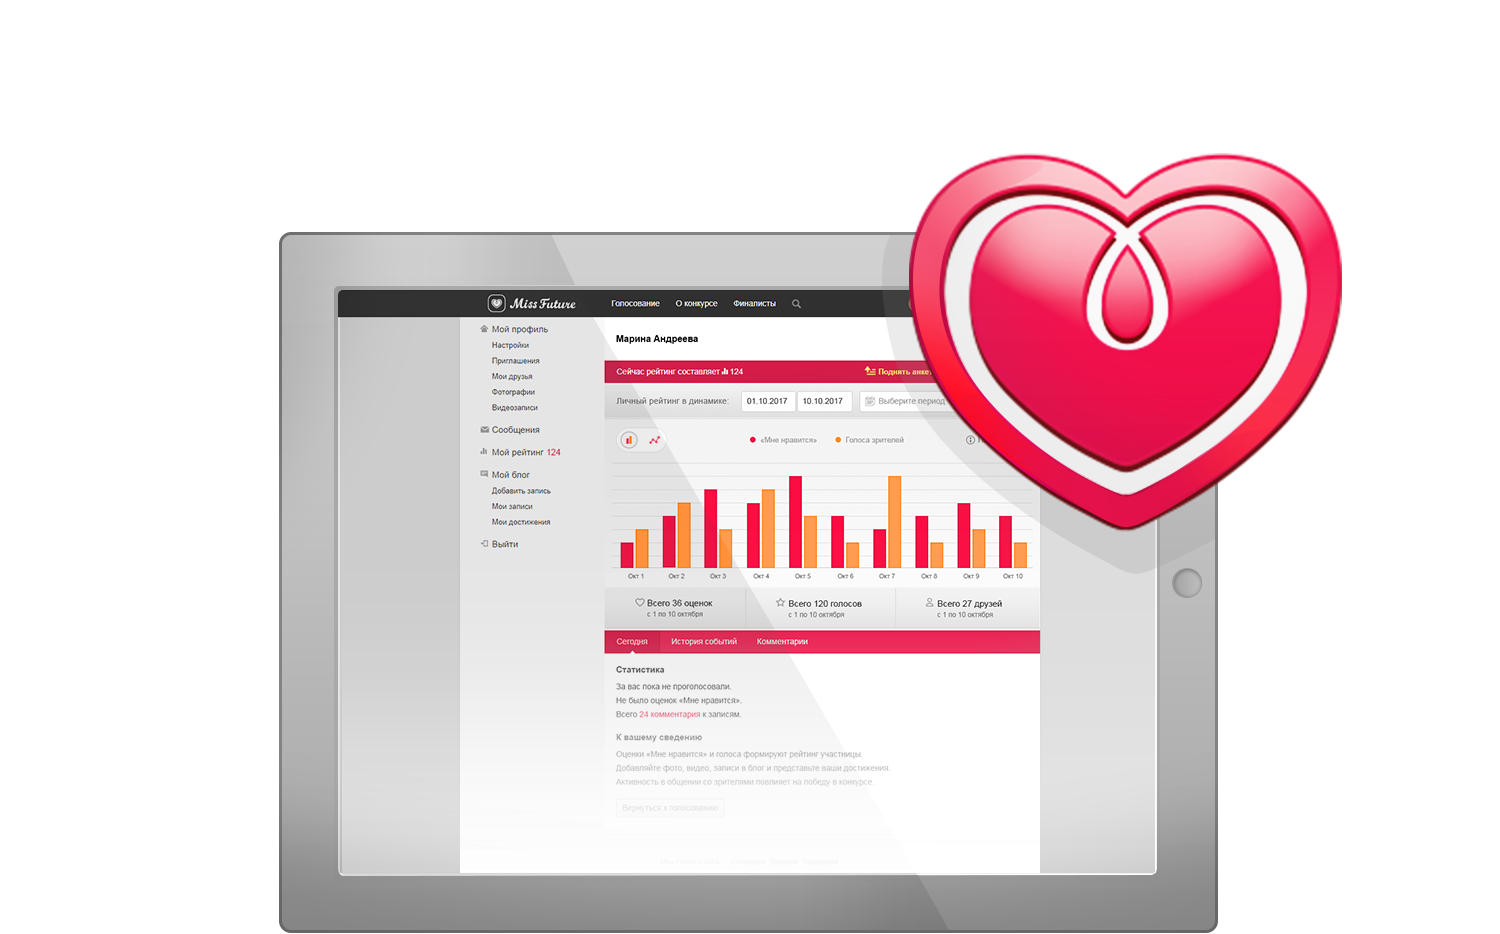 Miss Future
Голосование О конкурсе Финалисты
Мой профиль
Настройки
Приглашения
Мои друзья
Фотографии
Видеозаписи
Сообщения
Мой рейтинг 124
Мой блог
Добавить запись
Мои записи
Мои достижения
Выйти
Марина Андреева
Сейчас рейтинг составляет 124 Поднять
Личный рейтинг в динамике: 01.10.2017 10.10.2017 Выберите период
«Мне нравится» Голоса зрителей
Окт 1 Окт 2 Окт 3 Окт 4 Окт 5 Окт 6 Окт 7 Окт 8 Окт 9 Окт 10
Всего 36 оценок
с 1 по 10 октября
Всего 120 голосов
с 1 по 10 октября
Всего 27 друзей
с 1 по 10 октября
Сегодня История событий Комментарии
Статистика
За вас пока не проголосовали.
Не было оценок «Мне нравится».
Всего 24 комментария к записям.
К вашему сведению
Оценки «Мне нравится» и голоса формируют рейтинг участницы.
Добавляйте фото, видео, записи в блог и представьте ваши достижения.
Активность в общении со зрителями повлияет на победу в конкурсе.
Вернуться к голосованию